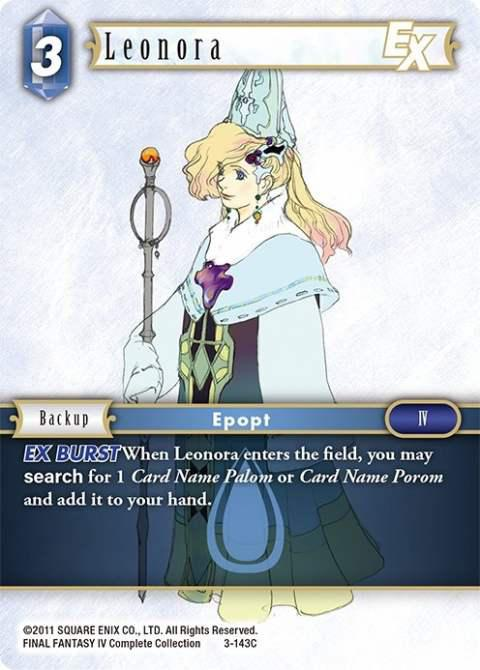 3
Leonora
EX
Backup
Epopt
IV
EX BURST When Leonora enters the field, you may
search for 1 Card Name Palom or Card Name Porom
and add it to your hand.
©2011 SQUARE ENIX CO., LTD. All Rights Reserved.
FINAL FANTASY IV Complete Collection 3-143C